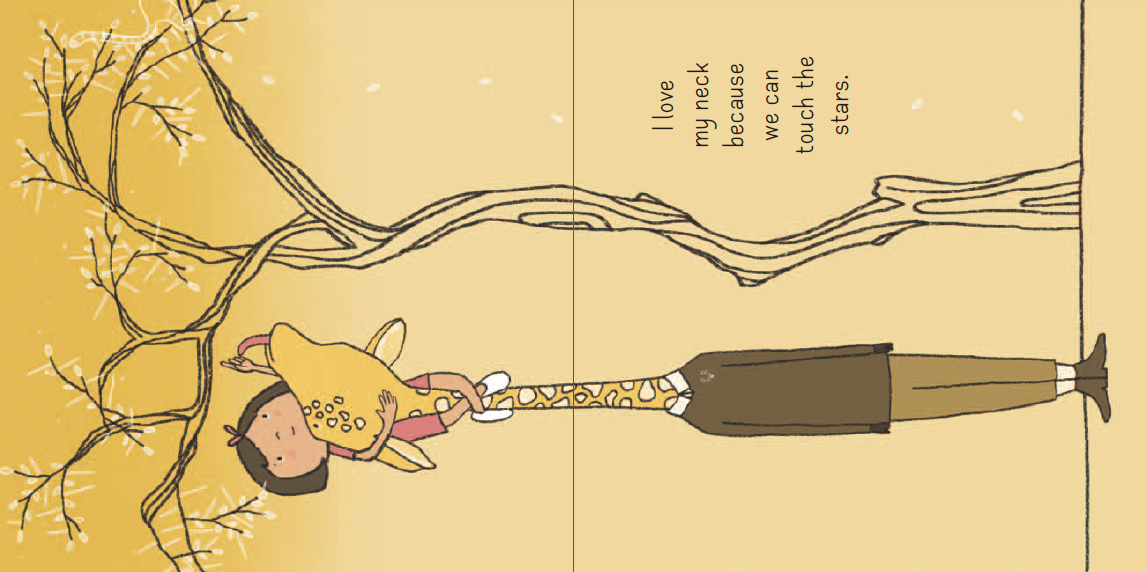 I love
my neck
because
we can
touch the
stars.